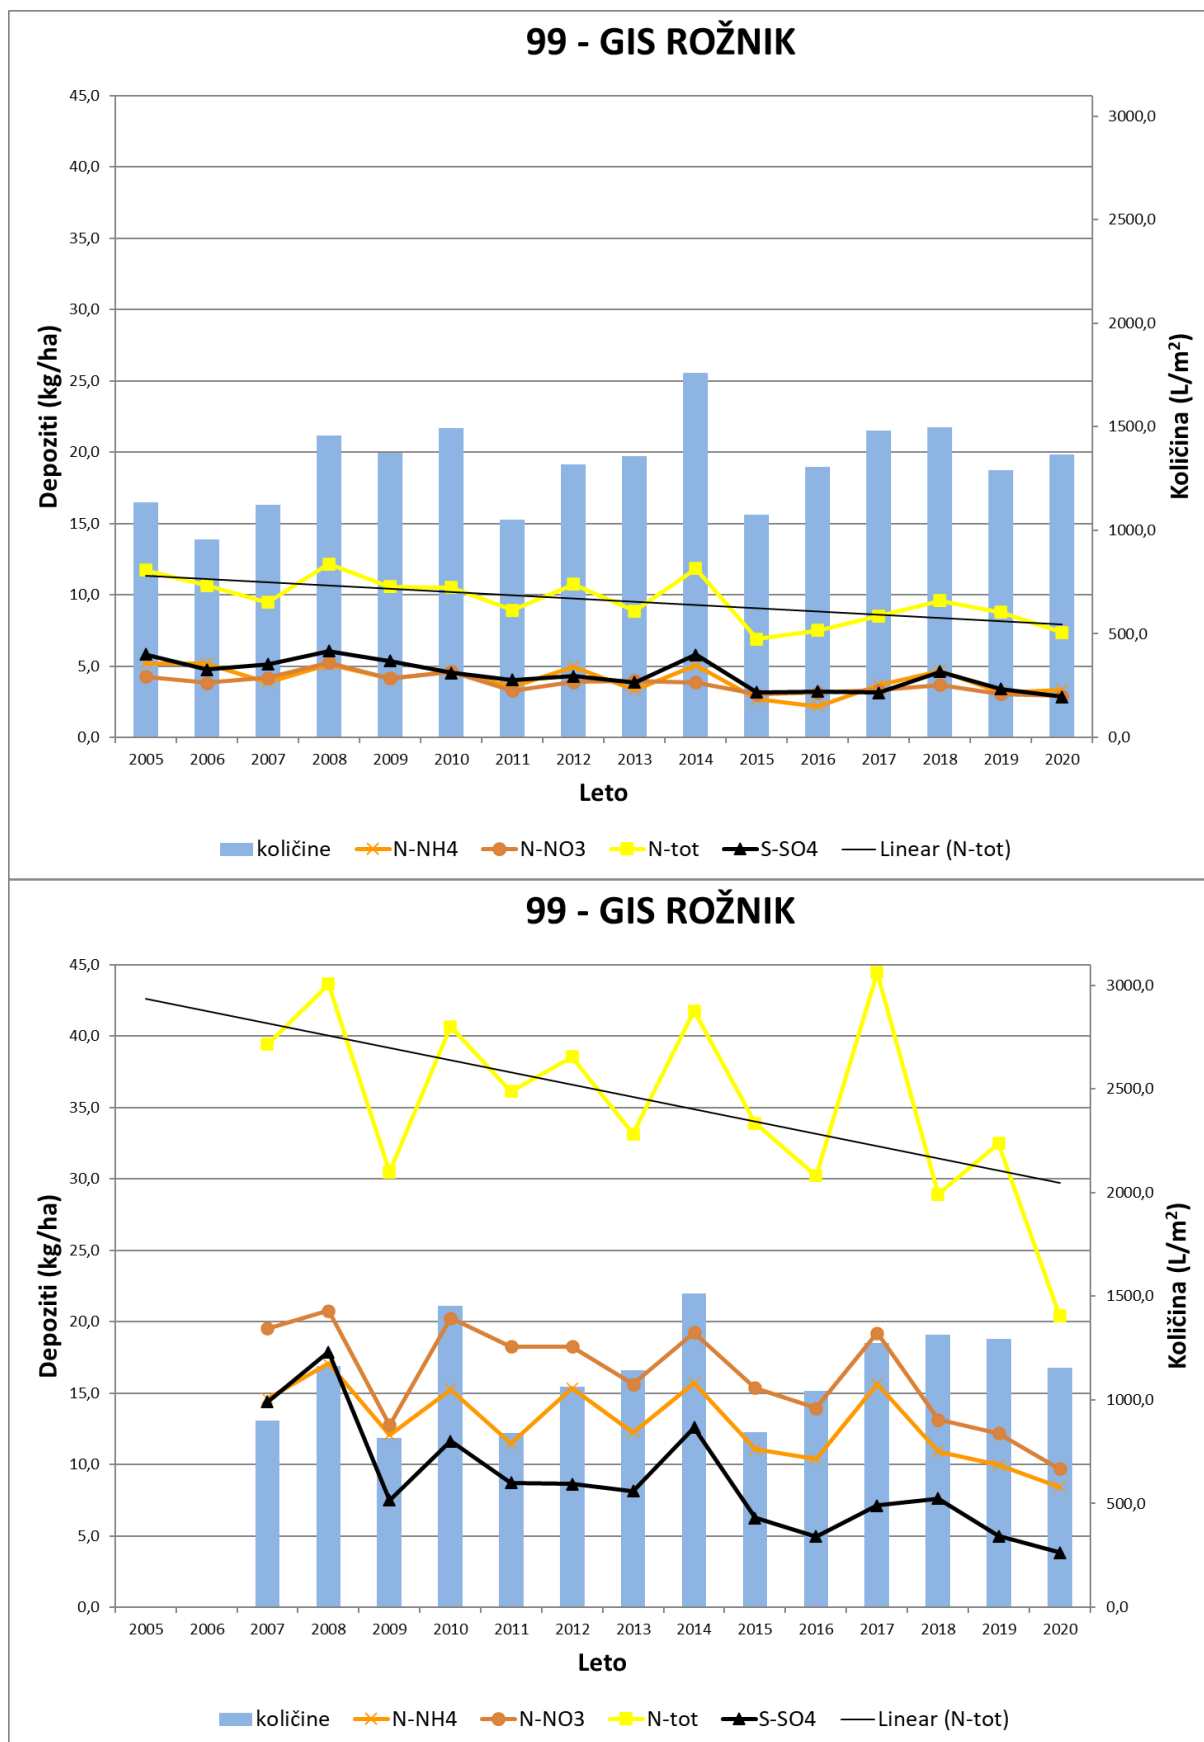 99 - GIS ROŽNIK
45,0
40,0
35,0
30,0
25,0
20,0
15,0
10,0
5,0
0,0
Depoziti (kg/ha)
3000,0
2500,0
2000,0
1500,0
1000,0
500,0
0,0
Količina (L/m²)
2005 2006 2007 2008 2009 2010 2011 2012 2013 2014 2015 2016 2017 2018 2019 2020
Leto
količine N-NH4 N-NO3 N-tot S-SO4 Linear (N-tot)
99 - GIS ROŽNIK
45,0
40,0
35,0
30,0
25,0
20,0
15,0
10,0
5,0
0,0
Depoziti (kg/ha)
3000,0
2500,0
2000,0
1500,0
1000,0
500,0
0,0
Količina (L/m²)
2005 2006 2007 2008 2009 2010 2011 2012 2013 2014 2015 2016 2017 2018 2019 2020
Leto
količine N-NH4 N-NO3 N-tot S-SO4 Linear (N-tot)